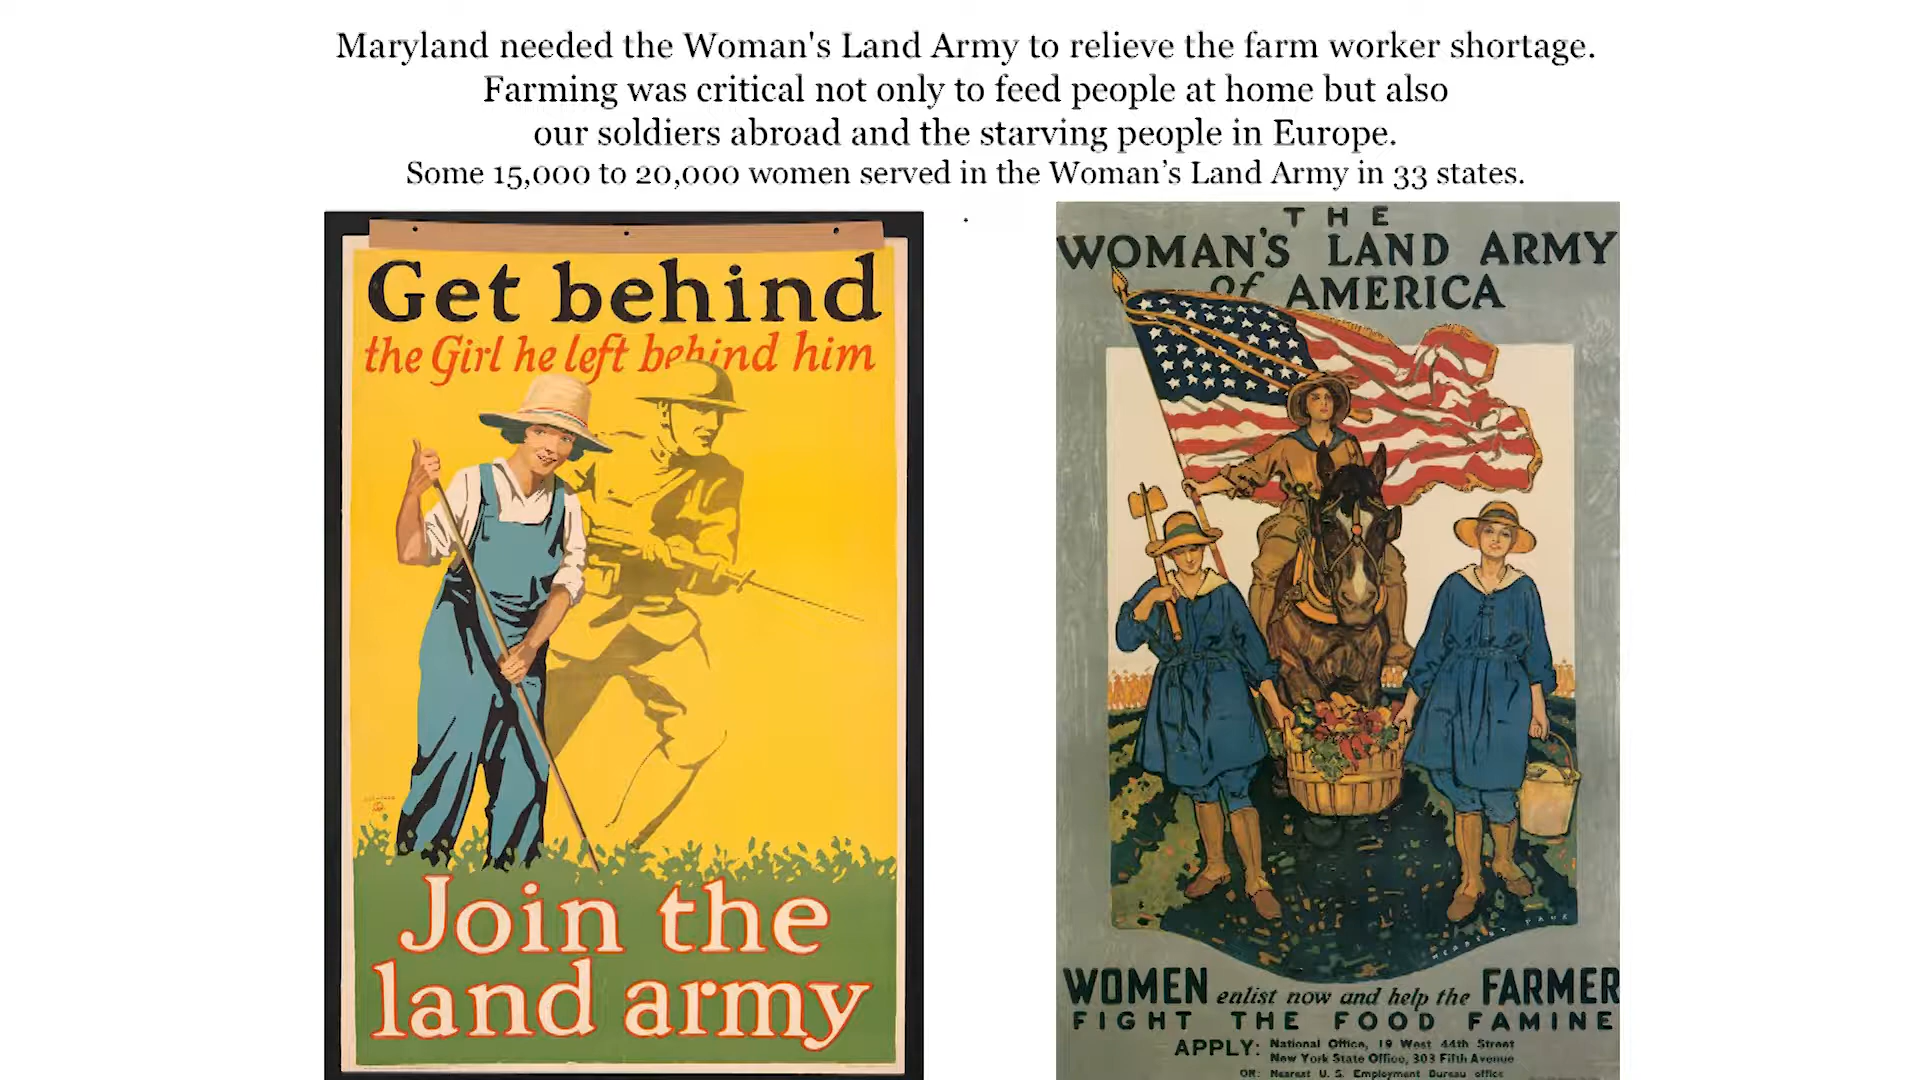 Maryland needed the Woman's Land Army to relieve the farm worker shortage.
Farming was critical not only to feed people at home but also
our soldiers abroad and the starving people in Europe.
Some 15,000 to 20,000 women served in the Woman's Land Army in 33 states.
Get behind
the Girl he left behind him
Join the
land army
THE
WOMAN'S LAND ARMY
of AMERICA
HERBERT PAUS
WOMEN enlist now and help the FARMER
FIGHT THE FOOD FAMINE
APPLY: National Office, 19 West 44th Street
New York State Office, 303 Fifth Avenue
OR: Nearest U. S. Employment Bureau office